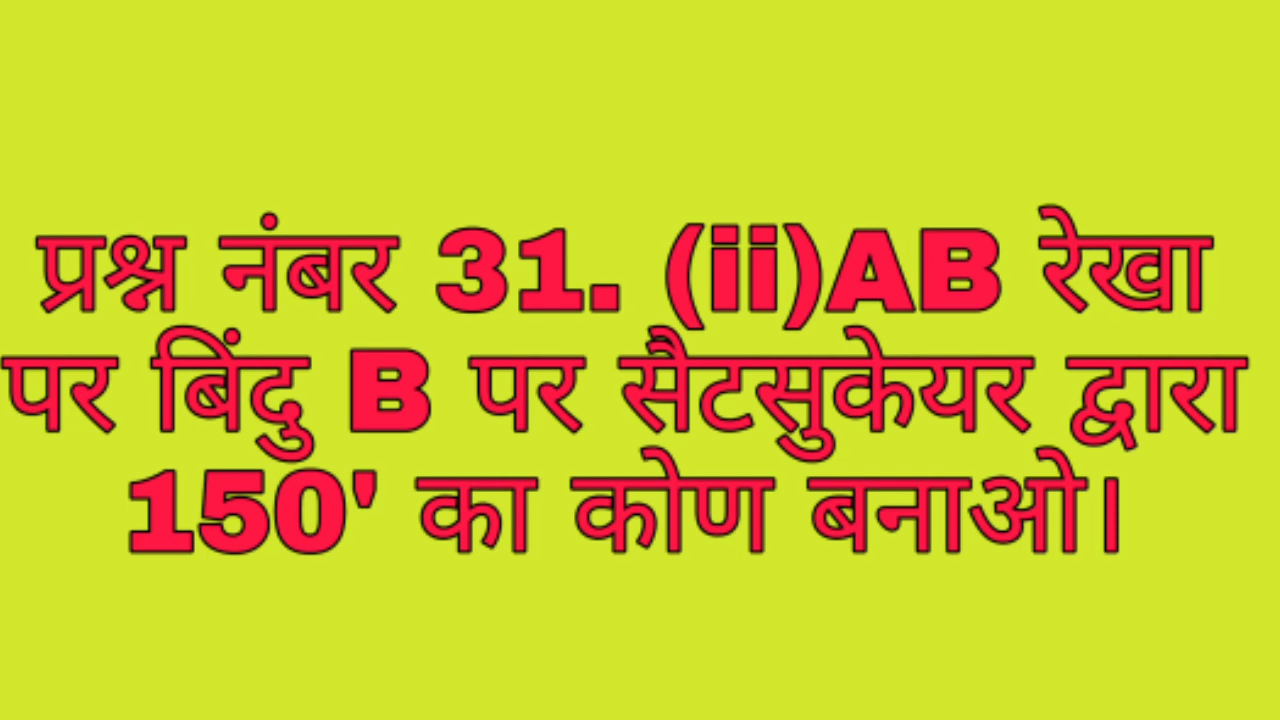 प्रश्न नंबर 31. (ii)AB रेखा
पर बिंदु B पर सैटसुकेयर द्वारा
150' का कोण बनाओ।